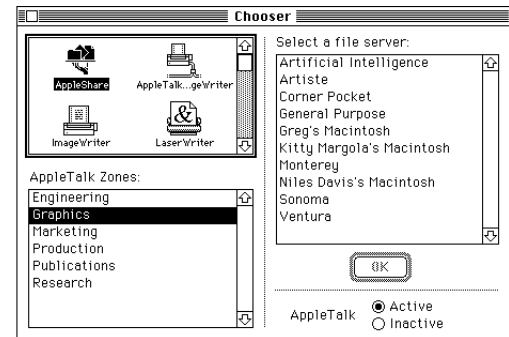 Chooser
AppleShare
AppleTalk...geWriter
ImageWriter
LaserWriter
AppleTalk Zones:
Engineering
Graphics
Marketing
Production
Publications
Research
Select a file server:
Artificial Intelligence
Artiste
Corner Pocket
General Purpose
Greg's Macintosh
Kitty Margola's Macintosh
Monterey
Niles Davis's Macintosh
Sonoma
Ventura
OK
AppleTalk
Active
Inactive